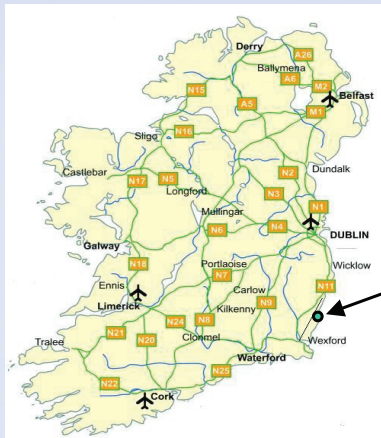 Derry
A26
Ballymena
A6
M2
N15
A5
Belfast
M1
Sligo
N16
Dundalk
Castlebar
N17
N5
N2
Longford
N3
Mullingar
N1
N6
N4
DUBLIN
Galway
Portlaoise
Wicklow
N18
N7
Ennis
Carlow
N11
Limerick
N9
Kilkenny
N24
N8
N21
Clonmel
Wexford
Tralee
N20
Waterford
N25
N22
Cork